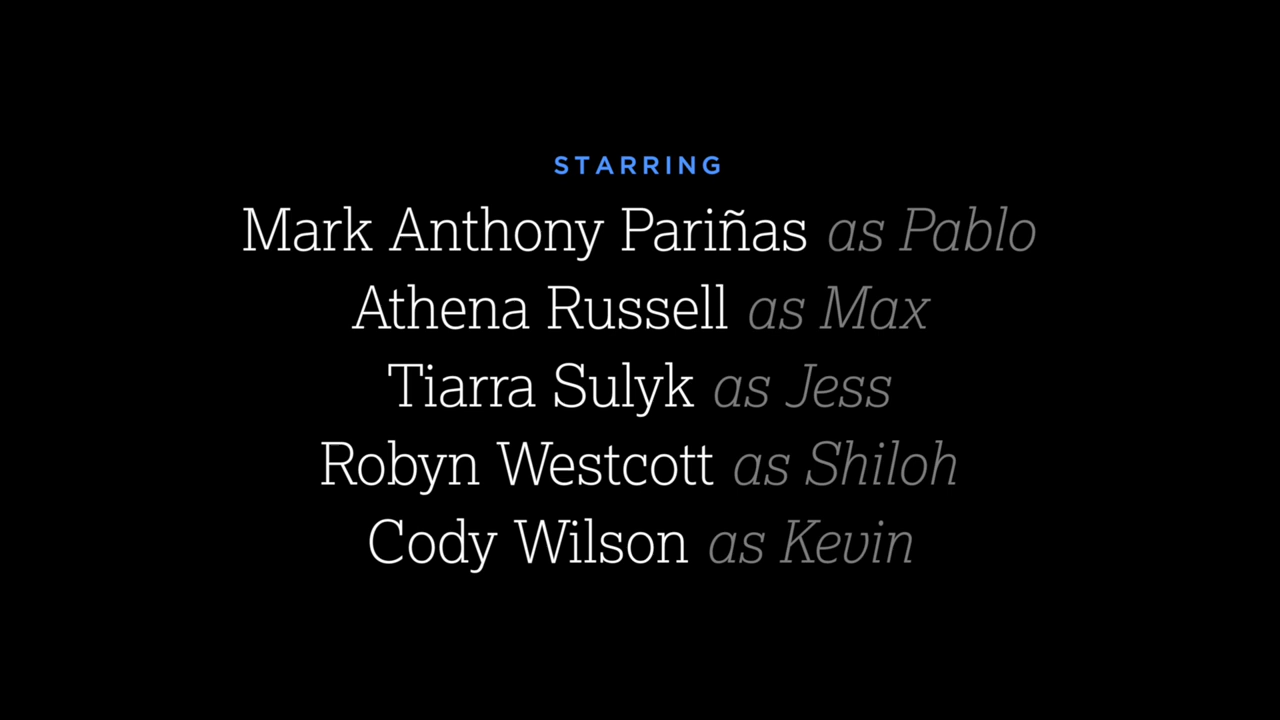 STARRING
Mark Anthony Pariñas as Pablo
Athena Russell as Max
Tiarra Sulyk as Jess
Robyn Westcott as Shiloh
Cody Wilson as Kevin